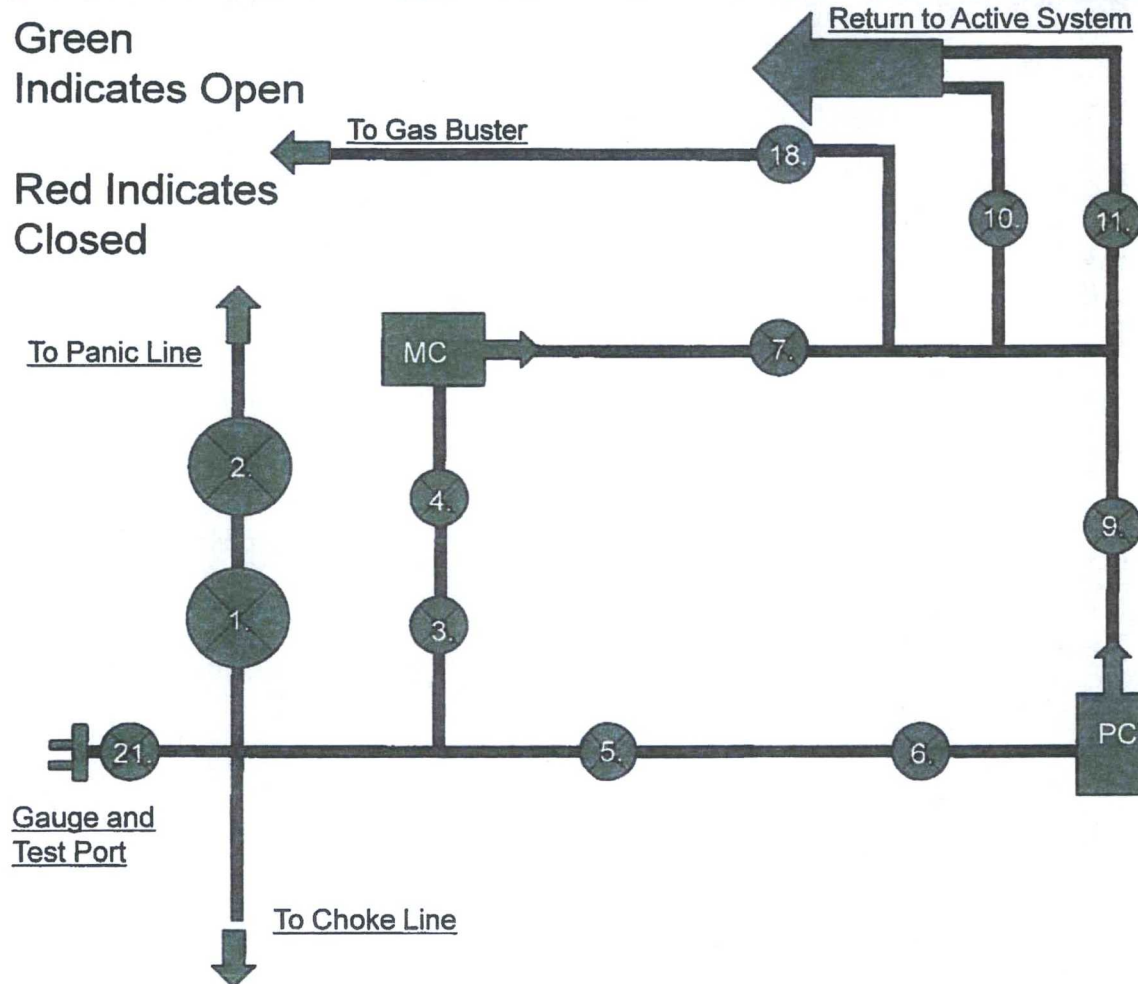 Green
Indicates Open
Red Indicates
Closed
Return to Active System
To Gas Buster
18.
10.
11.
To Panic Line
MC
7.
2.
4.
9.
1.
3.
21.
5.
6.
PC
Gauge and
Test Port
To Choke Line